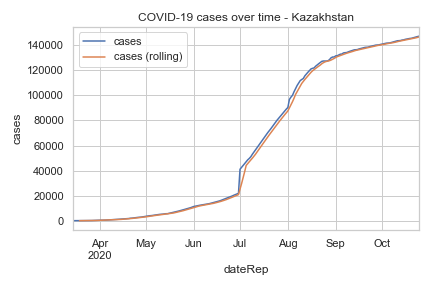 COVID-19 cases over time - Kazakhstan
cases
cases (rolling)
140000
120000
100000
80000
60000
40000
20000
0
cases
Apr May Jun Jul Aug Sep Oct
2020
dateRep